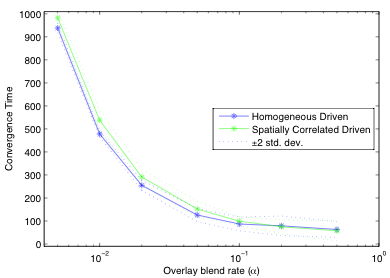 1000
900
800
700
600
500
400
300
200
100
0
Convergence Time
Homogeneous Driven
Spatially Correlated Driven
±2 std. dev.
10⁻²
10⁻¹
10⁰
Overlay blend rate (α)